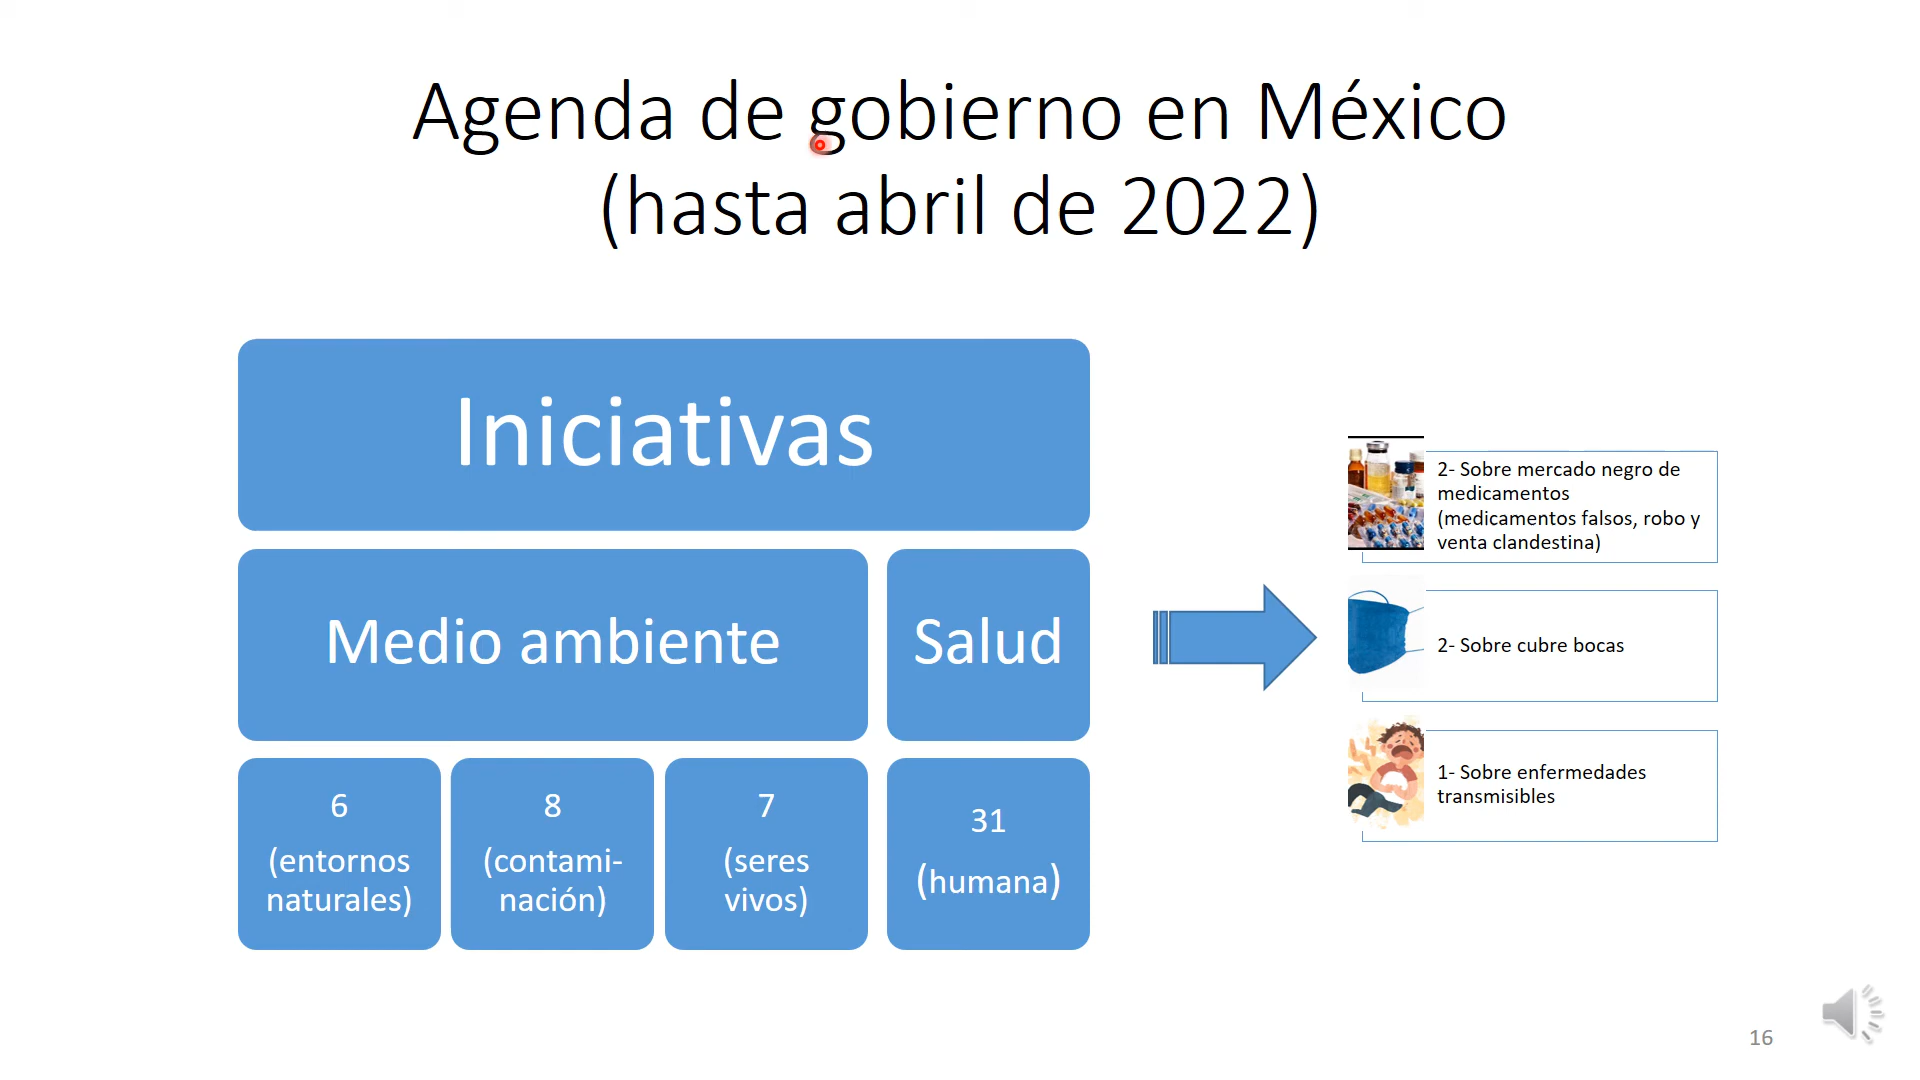 Agenda de gobierno en México
(hasta abril de 2022)
Iniciativas
Medio ambiente
Salud
6
(entornos
naturales)
8
(contami-
nación)
7
(seres
vivos)
31
(humana)
2- Sobre mercado negro de
medicamentos
(medicamentos falsos, robo y
venta clandestina)
2- Sobre cubre bocas
1- Sobre enfermedades
transmisibles
16